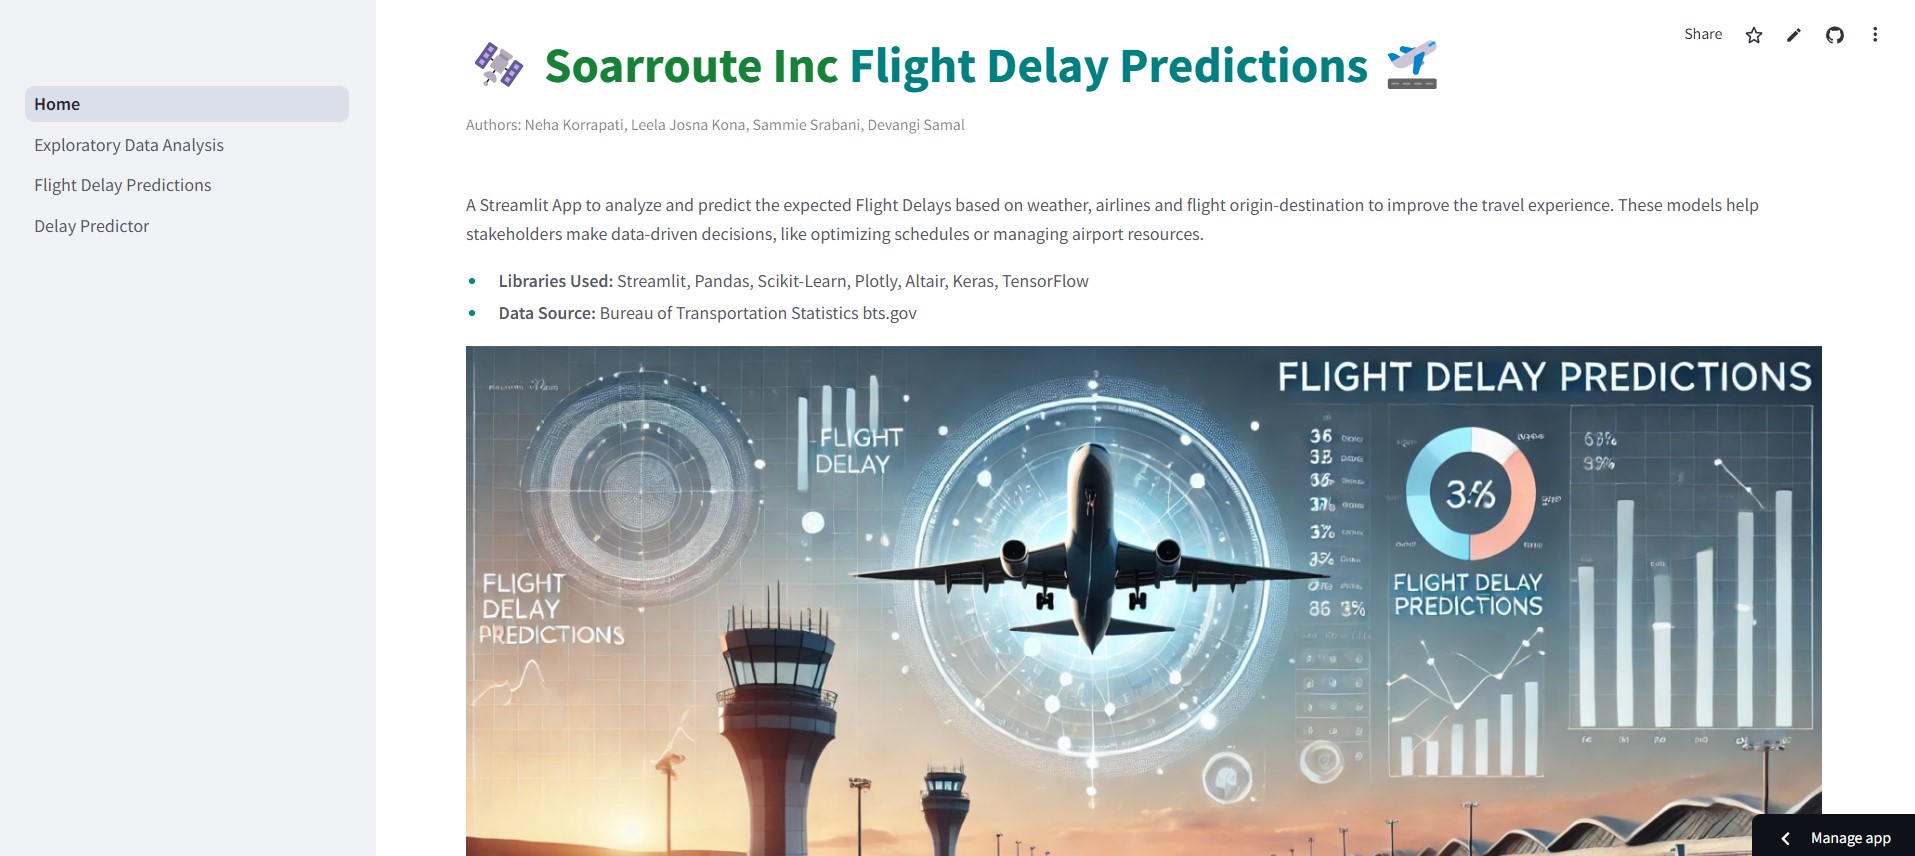 Share
Soarroute Inc Flight Delay Predictions
Authors: Neha Korrapati, Leela Josna Kona, Sammie Srabani, Devangi Samal
Home
Exploratory Data Analysis
Flight Delay Predictions
Delay Predictor
A Streamlit App to analyze and predict the expected Flight Delays based on weather, airlines and flight origin-destination to improve the travel experience. These models help
stakeholders make data-driven decisions, like optimizing schedules or managing airport resources.
Libraries Used: Streamlit, Pandas, Scikit-Learn, Plotly, Altair, Keras, TensorFlow
Data Source: Bureau of Transportation Statistics bts.gov
FLIGHT DELAY PREDICTIONS
FLIGHT
DELAY
36
FLIGHT
DELAY
PREDICTIONS
FLIGHT DELAY
PREDICTIONS
Manage app